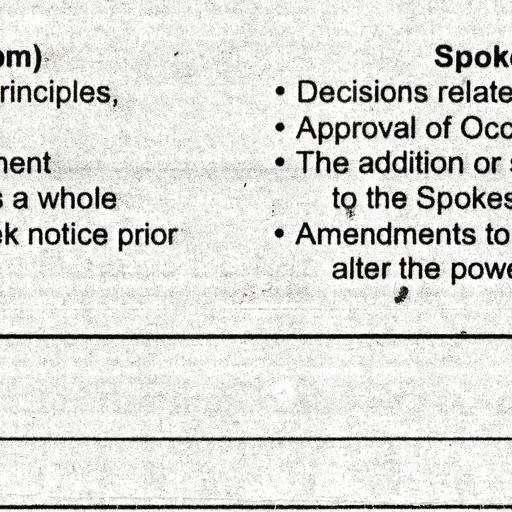 om)
rinciples,
nent
s a whole
ek notice prior
Spoke
• Decisions relate
• Approval of Occ
• The addition or s
to the Spokes
• Amendments to
alter the powe